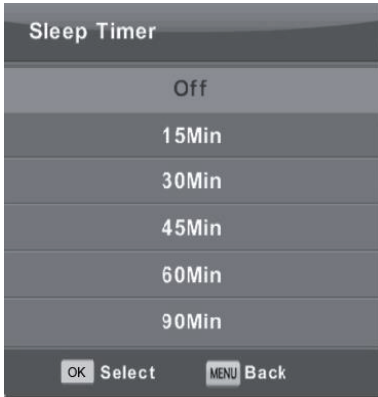 Sleep Timer
Off
15Min
30Min
45Min
60Min
90Min
OK Select MENU Back